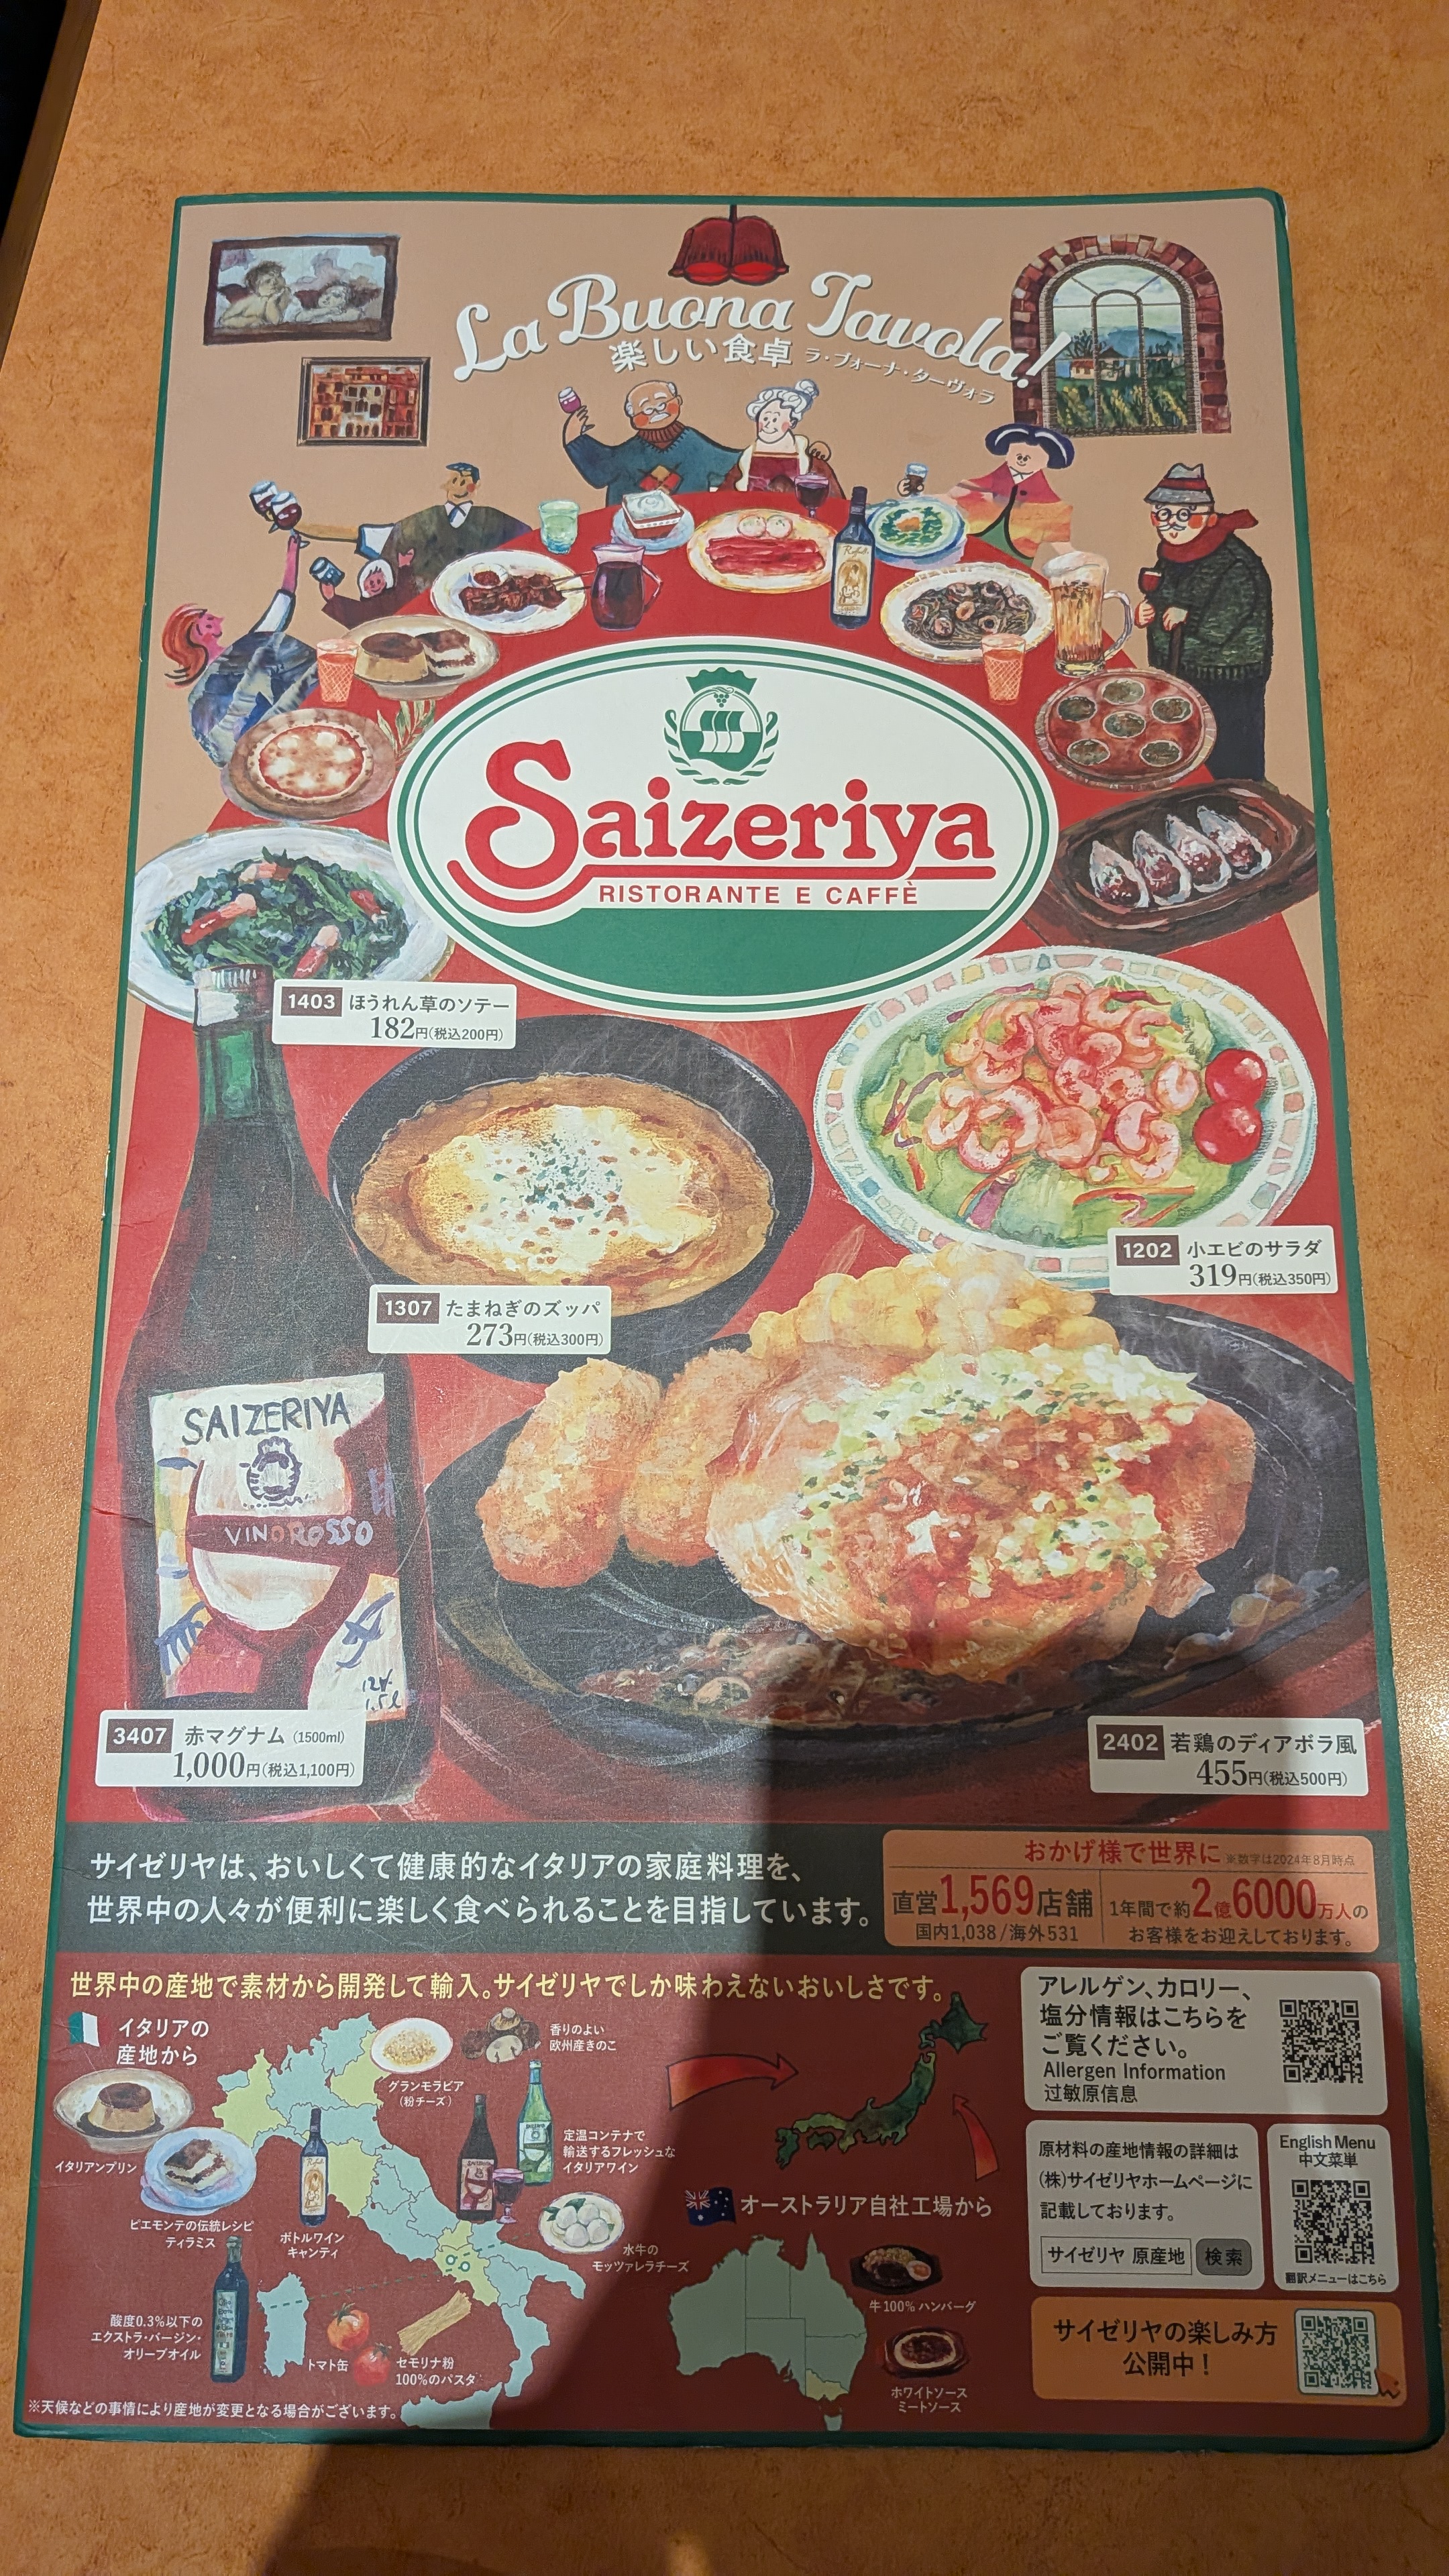 La Buona Tavola!
楽しい食卓 ラ・ブォーナ・ターヴォラ
Saizeriya
RISTORANTE E CAFFÈ
1403 ほうれん草のソテー
182円(税込200円)
1202 小エビのサラダ
319円(税込350円)
1307 たまねぎのズッパ
273円(税込300円)
SAIZERIYA
VINO ROSSO
3407 赤マグナム (1500ml)
1,000円(税込1,100円)
2402 若鶏のディアボラ風
455円(税込500円)
サイゼリヤは、おいしくて健康的なイタリアの家庭料理を、
世界中の人々が便利に楽しく食べられることを目指しています。
おかげ様で世界に ※数字は2024年8月時点
直営1,569店舗
国内1,038/海外531
1年間で約2億6000万人の
お客様をお迎えしております。
世界中の産地で素材から開発して輸入。サイゼリヤでしか味わえないおいしさです。
イタリアの
産地から
グランモラビア
(粉チーズ)
香りのよい
欧州産きのこ
イタリアンプリン
ピエモンテの伝統レシピ
ティラミス
ボトルワイン
キャンティ
定温コンテナで
輸送するフレッシュな
イタリアワイン
水牛の
モッツァレラチーズ
酸度0.3%以下の
エクストラ・バージン・
オリーブオイル
トマト缶
セモリナ粉
100%のパスタ
※天候などの事情により産地が変更となる場合がございます。
オーストラリア自社工場から
牛100%ハンバーグ
ホワイトソース
ミートソース
アレルゲン、カロリー、
塩分情報はこちらを
ご覧ください。
Allergen Information
过敏原信息
原材料の産地情報の詳細は
(株)サイゼリヤホームページに
記載しております。
サイゼリヤ 原産地 検索
English Menu
中文菜単
翻訳メニューはこちら
サイゼリヤの楽しみ方
公開中！